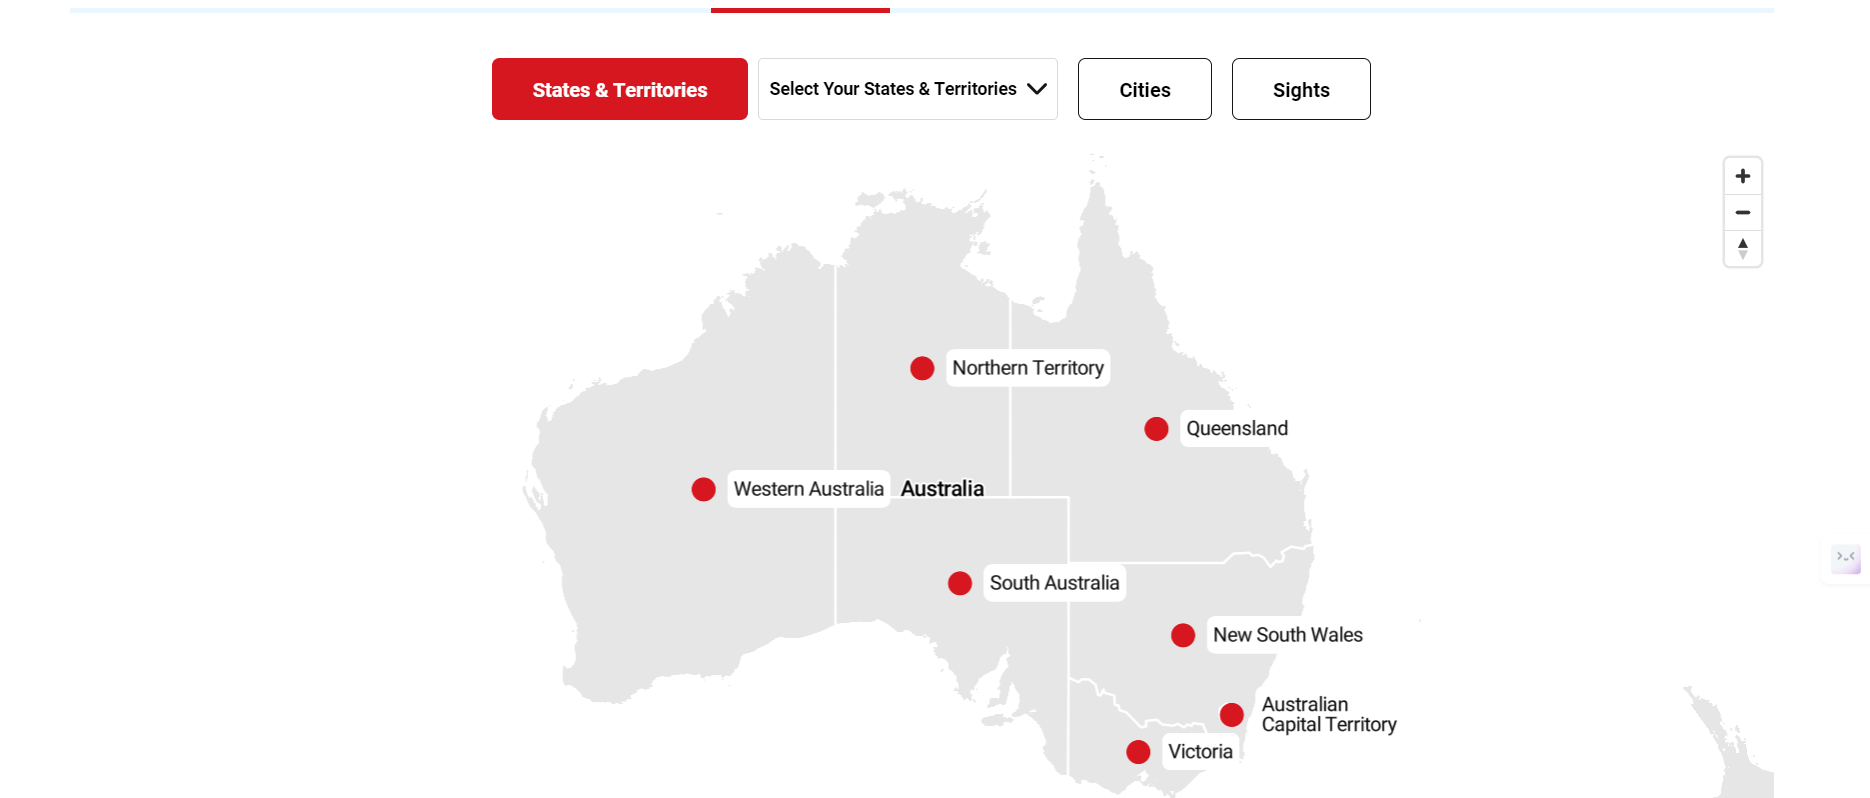 States & Territories
Select Your States & Territories
Cities
Sights
Northern Territory
Queensland
Western Australia
Australia
South Australia
New South Wales
Australian
Capital Territory
Victoria